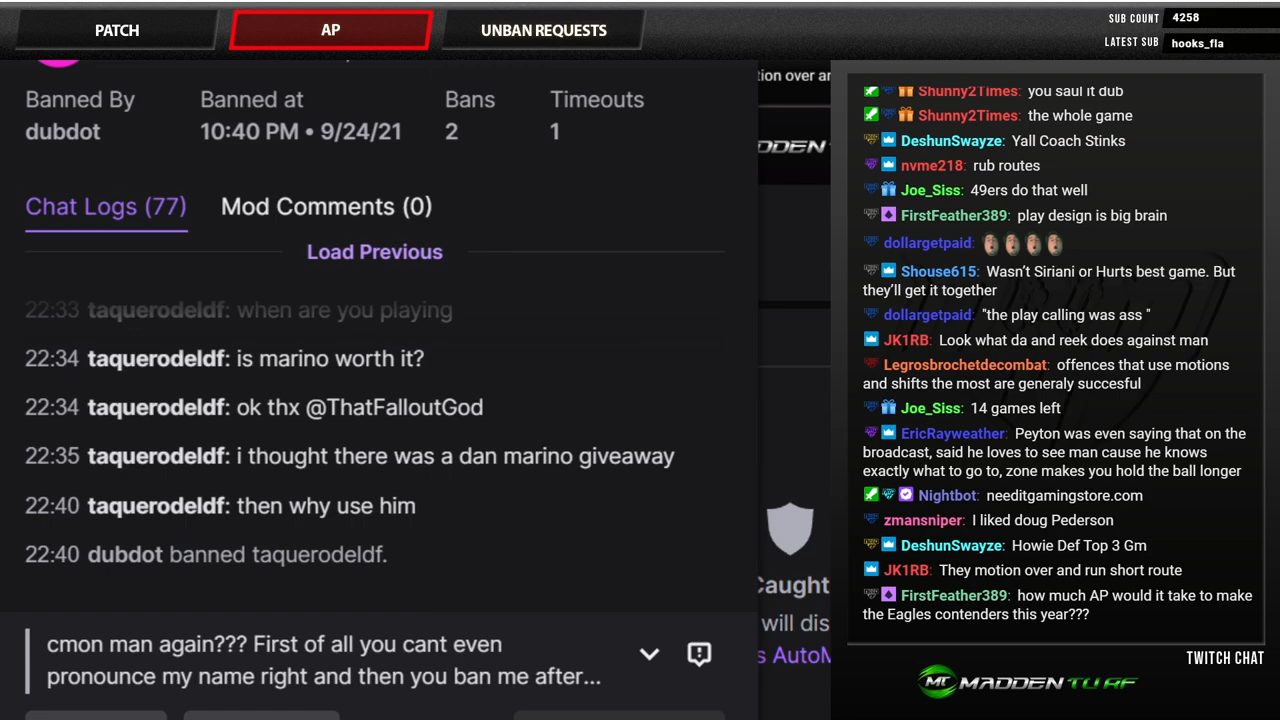 PATCH
AP
UNBAN REQUESTS
SUB COUNT 4258
LATEST SUB hooks_fla
Banned By
dubdot
Banned at
10:40 PM • 9/24/21
Bans
2
Timeouts
1
Chat Logs (77)
Mod Comments (0)
Load Previous
22:33 taquerodeldf: when are you playing
22:34 taquerodeldf: is marino worth it?
22:34 taquerodeldf: ok thx @ThatFalloutGod
22:35 taquerodeldf: i thought there was a dan marino giveaway
22:40 taquerodeldf: then why use him
22:40 dubdot banned taquerodeldf.
cmon man again??? First of all you cant even
pronounce my name right and then you ban me after...
tion over ar
DDEN
Caught
will dis
s AutoM
Shunny2Times: you saul it dub
Shunny2Times: the whole game
DeshunSwayze: Yall Coach Stinks
nvme218: rub routes
Joe_Siss: 49ers do that well
FirstFeather389: play design is big brain
dollargetpaid:
Shouse615: Wasn't Siriani or Hurts best game. But
they'll get it together
dollargetpaid: "the play calling was ass "
JK1RB: Look what da and reek does against man
Legrosbrochetdecombat: offences that use motions
and shifts the most are generaly succesful
Joe_Siss: 14 games left
EricRayweather: Peyton was even saying that on the
broadcast, said he loves to see man cause he knows
exactly what to go to, zone makes you hold the ball longer
Nightbot: needitgamingstore.com
zmansniper: I liked doug Pederson
DeshunSwayze: Howie Def Top 3 Gm
JK1RB: They motion over and run short route
FirstFeather389: how much AP would it take to make
the Eagles contenders this year???
TWITCH CHAT
MADDEN TURF